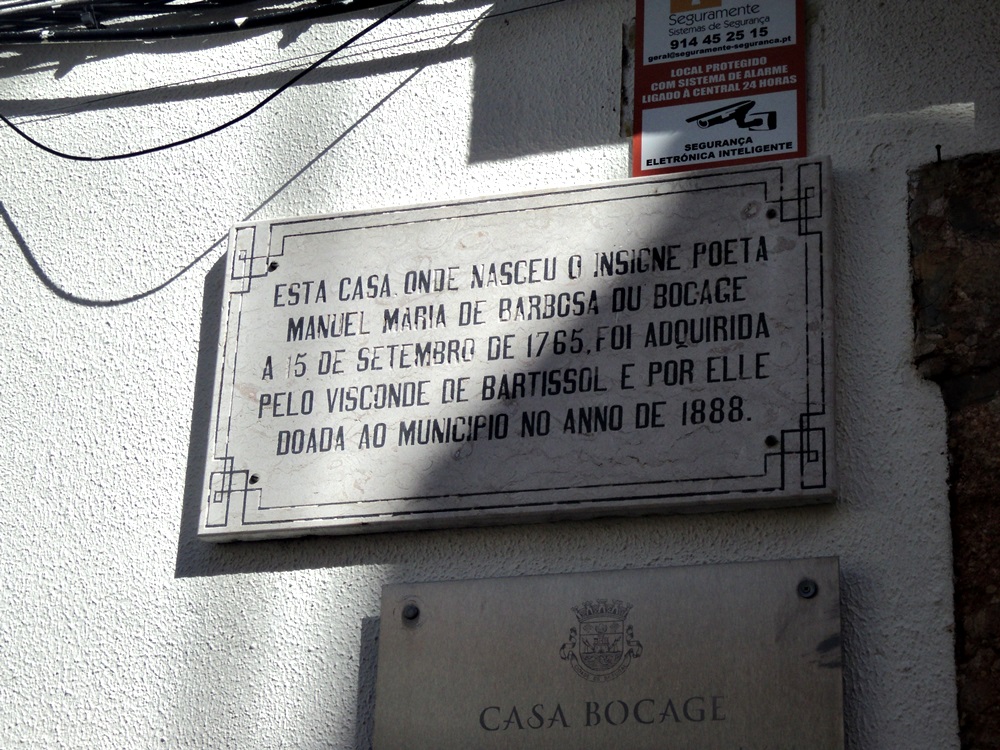 Seguramente
Sistemas de Segurança
914 45 25 15
geral@seguramente-seguranca.pt
LOCAL PROTEGIDO
COM SISTEMA DE ALARME
LIGADO À CENTRAL 24 HORAS
SEGURANÇA
ELETRÓNICA INTELIGENTE
ESTA CASA, ONDE NASCEU O INSIGNE POETA
MANUEL MARIA DE BARBOSA DU BOCAGE
A 15 DE SETEMBRO DE 1765, FOI ADQUIRIDA
PELO VISCONDE DE BARTISSOL E POR ELLE
DOADA AO MUNICIPIO NO ANNO DE 1888.
CASA BOCAGE